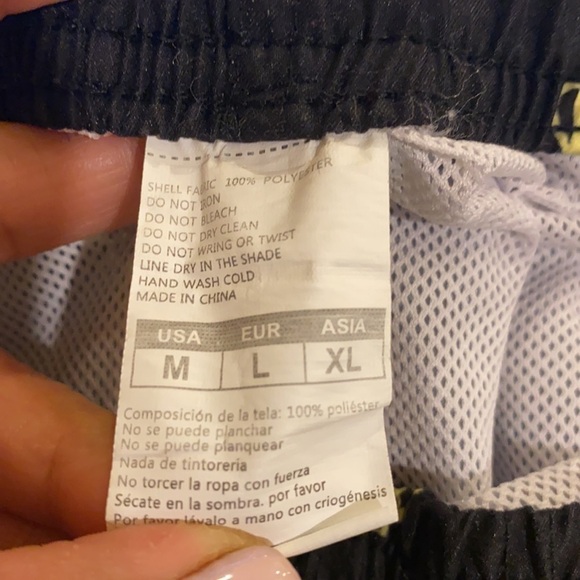 SHELL FABRIC 100% POLYESTER
DO NOT IRON
DO NOT BLEACH
DO NOT DRY CLEAN
DO NOT WRING OR TWIST
LINE DRY IN THE SHADE
HAND WASH COLD
MADE IN CHINA
USA EUR ASIA
M L XL
Composición de la tela: 100% poliéster
No se puede planchar
No se puede planquear
Nada de tintorería
No torcer la ropa con fuerza
Sécate en la sombra. por favor
Por favor lávalo a mano con criogénesis